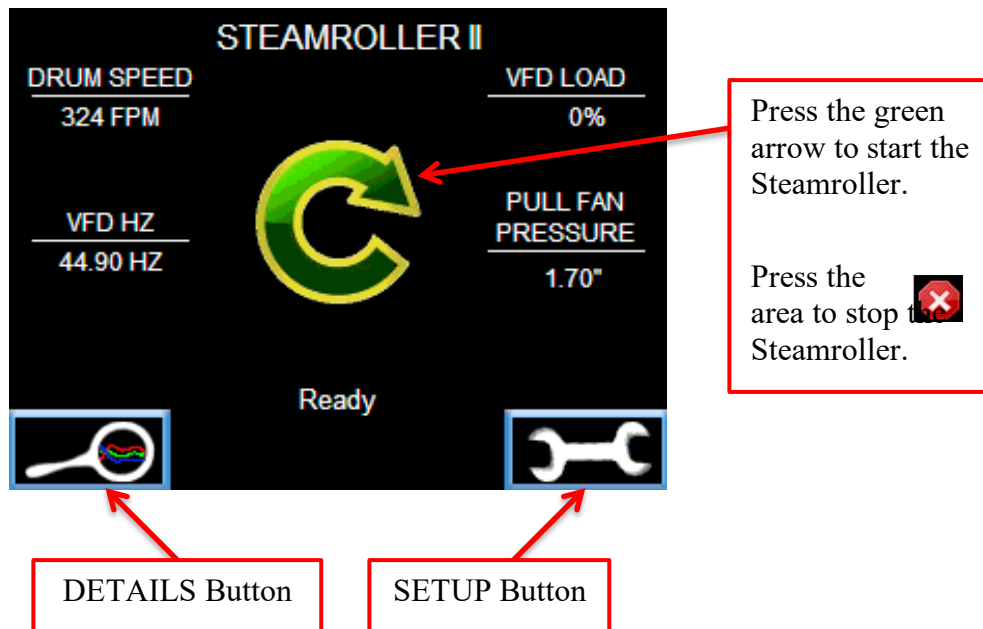 STEAMROLLER II
DRUM SPEED
324 FPM
VFD LOAD
0%
VFD HZ
44.90 HZ
PULL FAN
PRESSURE
1.70"
Ready
Press the green
arrow to start the
Steamroller.
Press the
area to stop the
Steamroller.
DETAILS Button
SETUP Button